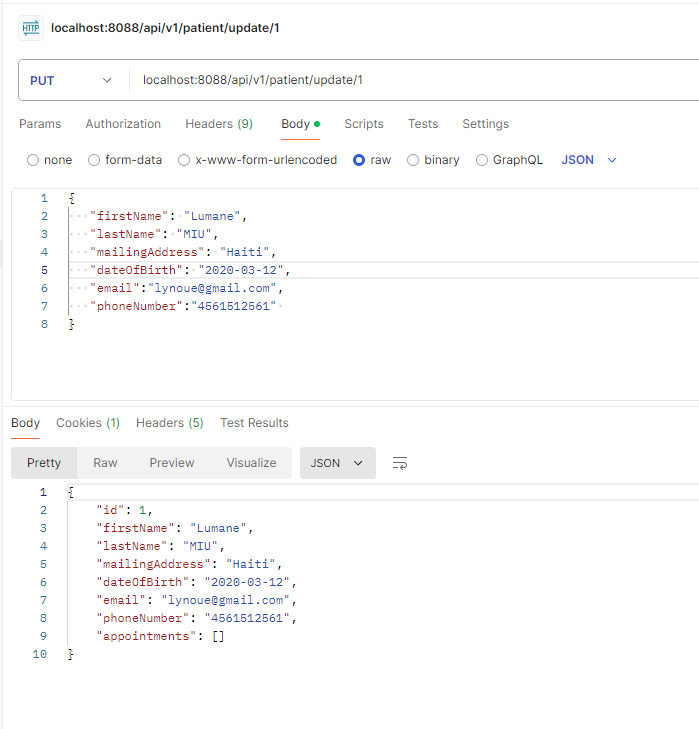 HTTP localhost:8088/api/v1/patient/update/1
PUT localhost:8088/api/v1/patient/update/1
Params Authorization Headers (9) Body Scripts Tests Settings
none form-data x-www-form-urlencoded raw binary GraphQL JSON
1 {
2 "firstName": "Lumane",
3 "lastName": "MIU",
4 "mailingAddress": "Haiti",
5 "dateOfBirth": "2020-03-12",
6 "email":"lynoue@gmail.com",
7 "phoneNumber":"4561512561"
8 }
Body Cookies (1) Headers (5) Test Results
Pretty Raw Preview Visualize JSON
1 {
2 "id": 1,
3 "firstName": "Lumane",
4 "lastName": "MIU",
5 "mailingAddress": "Haiti",
6 "dateOfBirth": "2020-03-12",
7 "email": "lynoue@gmail.com",
8 "phoneNumber": "4561512561",
9 "appointments": []
10 }